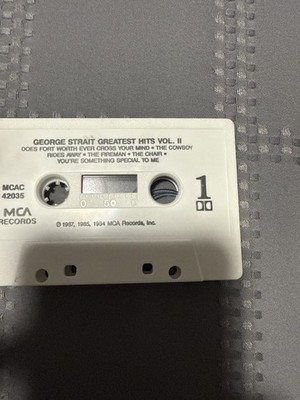 GEORGE STRAIT GREATEST HITS VOL. II
DOES FORT WORTH EVER CROSS YOUR MIND • THE COWBOY
RIDES AWAY • THE FIREMAN • THE CHAIR •
YOU'RE SOMETHING SPECIAL TO ME
MCAC
42035
MCA
RECORDS
1
℗ 1987, 1985, 1984 MCA Records, Inc.